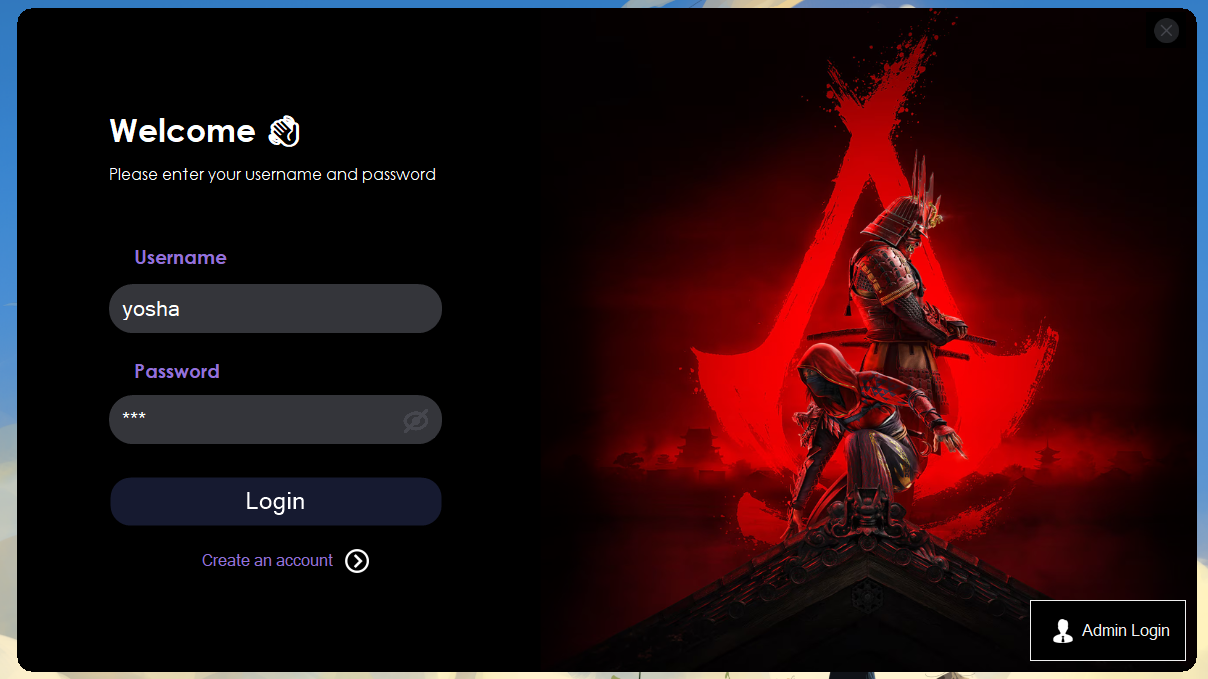 Welcome
Please enter your username and password
Username
yosha
Password
***
Login
Create an account
Admin Login